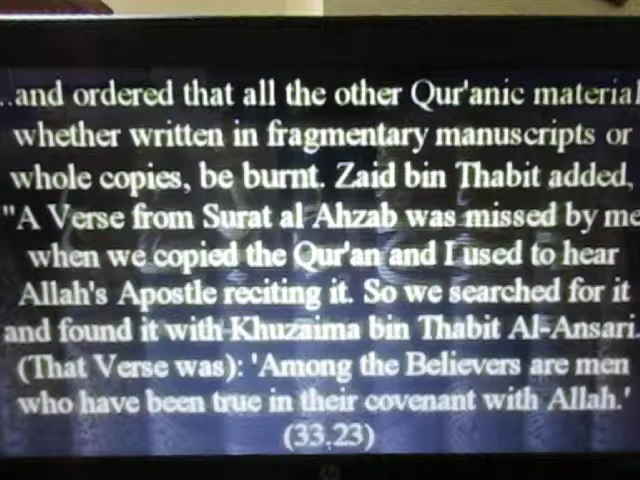 ..and ordered that all the other Qur'anic material
whether written in fragmentary manuscripts or
whole copies, be burnt. Zaid bin Thabit added,
"A Verse from Surat al Ahzab was missed by me
when we copied the Qur'an and I used to hear
Allah's Apostle reciting it. So we searched for it
and found it with Khuzaima bin Thabit Al-Ansari.
(That Verse was): 'Among the Believers are men
who have been true in their covenant with Allah.'
(33.23)
hp